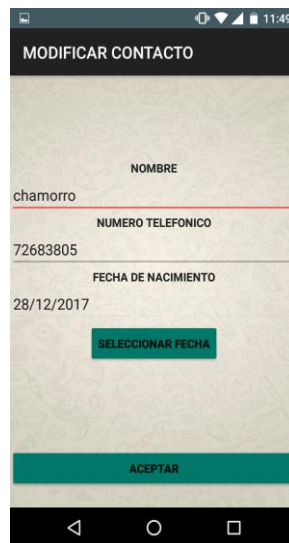 11:49
MODIFICAR CONTACTO
NOMBRE
chamorro
NUMERO TELEFONICO
72683805
FECHA DE NACIMIENTO
28/12/2017
SELECCIONAR FECHA
ACEPTAR